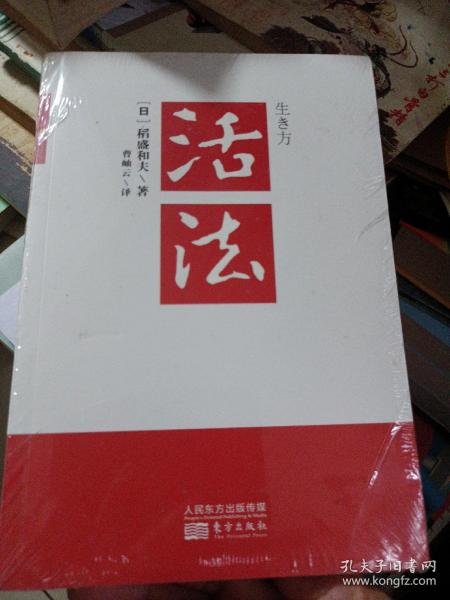 生き方
活法
[日] 稻盛和夫\著
曹岫云\译
人民东方出版传媒
People's Oriental Publishing & Media
东方出版社
The Oriental Press
孔夫子旧书网
www.kongfz.com